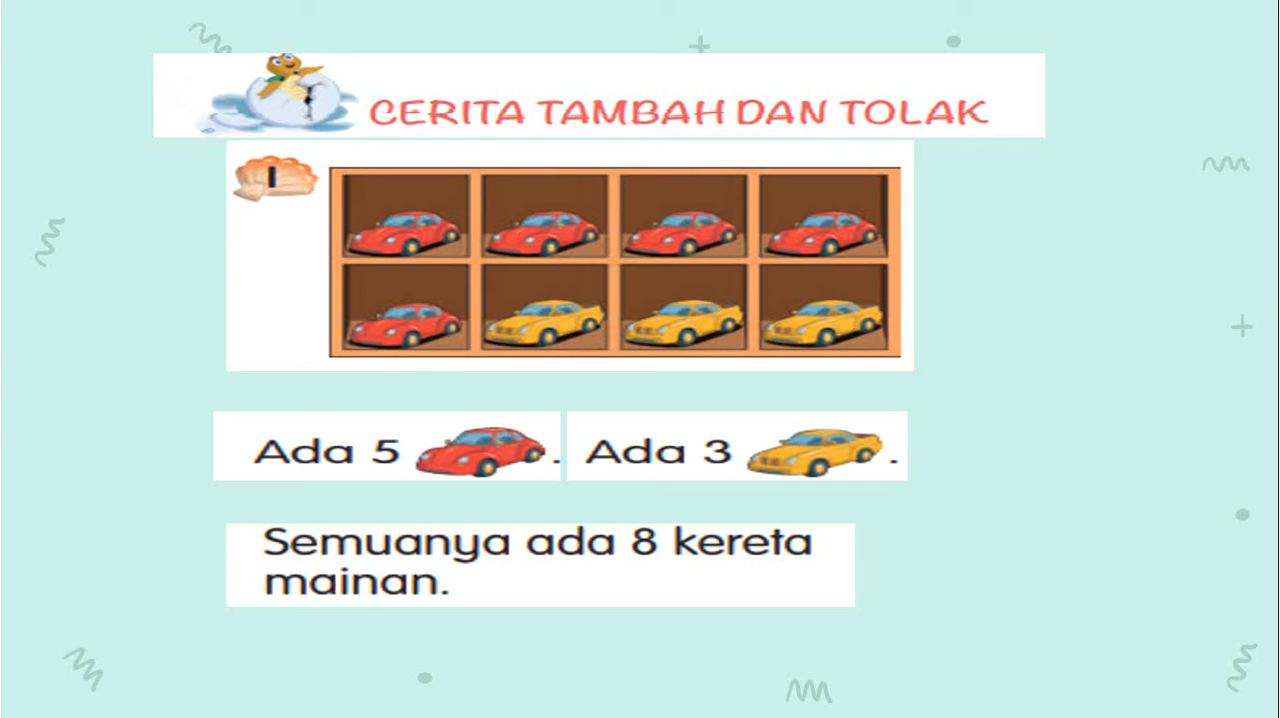 CERITA TAMBAH DAN TOLAK
1
Ada 5 . Ada 3 .
Semuanya ada 8 kereta
mainan.